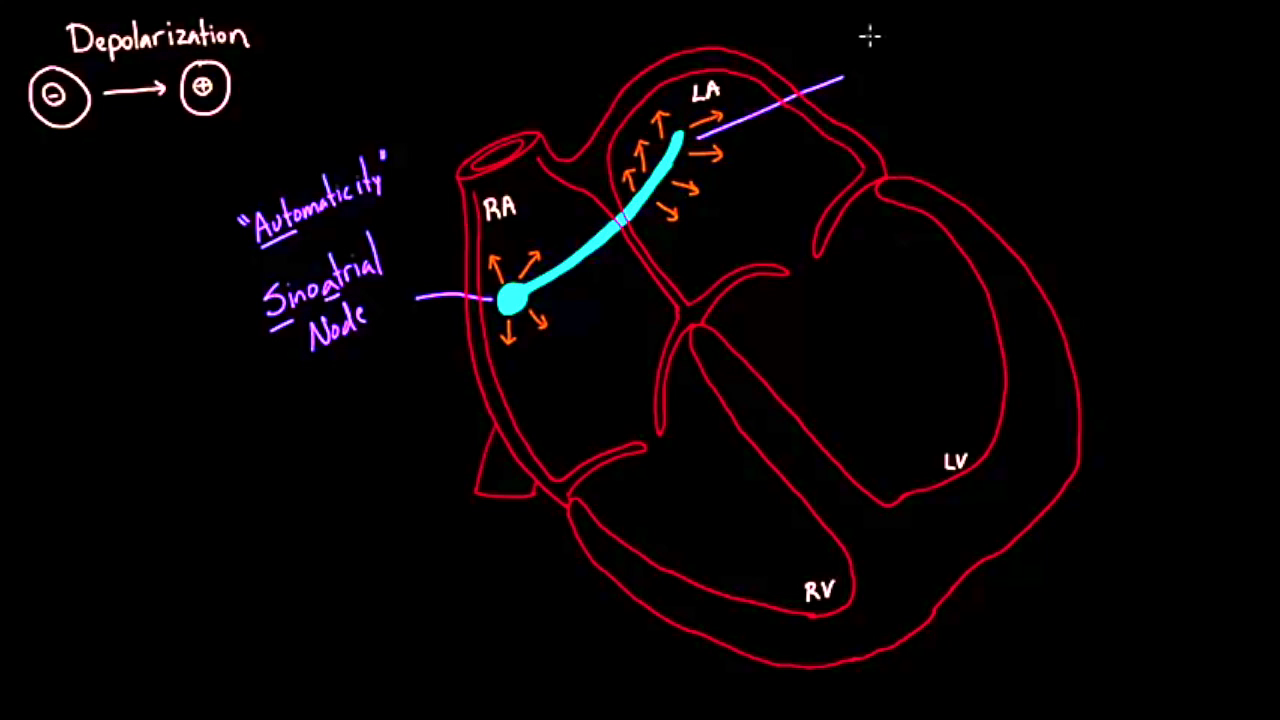 Depolarization
- → +
LA
"Automaticity"
RA
Sinoatrial
Node
LV
RV